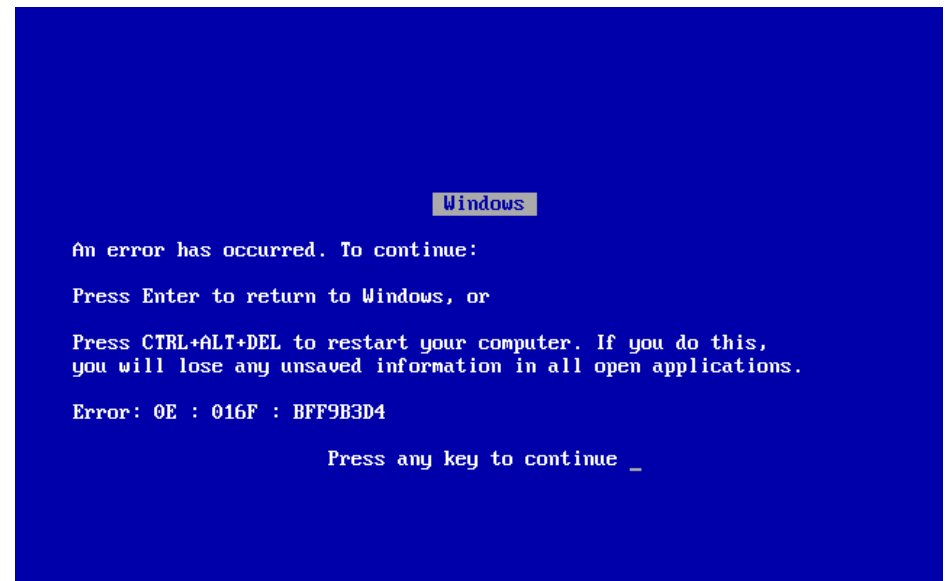 Windows
An error has occurred. To continue:
Press Enter to return to Windows, or
Press CTRL+ALT+DEL to restart your computer. If you do this,
you will lose any unsaved information in all open applications.
Error: 0E : 016F : BFF9B3D4
Press any key to continue _